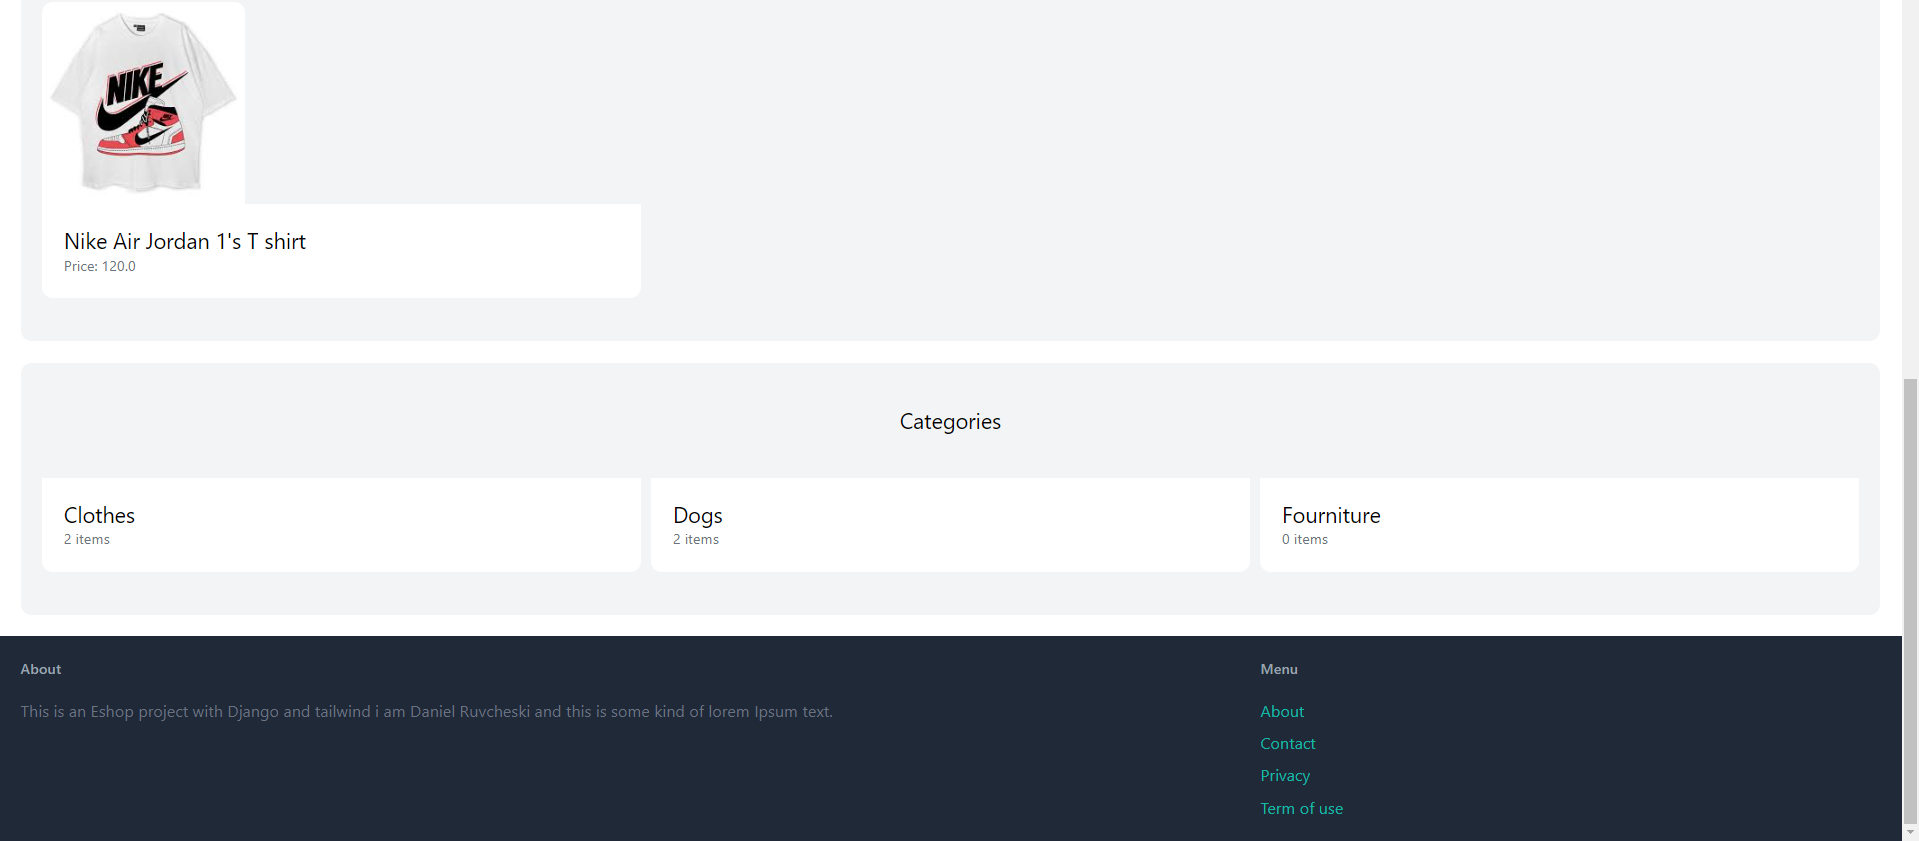 NIKE
Nike Air Jordan 1's T shirt
Price: 120.0
Categories
Clothes
2 items
Dogs
2 items
Fourniture
0 items
About
This is an Eshop project with Django and tailwind i am Daniel Ruvcheski and this is some kind of lorem Ipsum text.
Menu
About
Contact
Privacy
Term of use